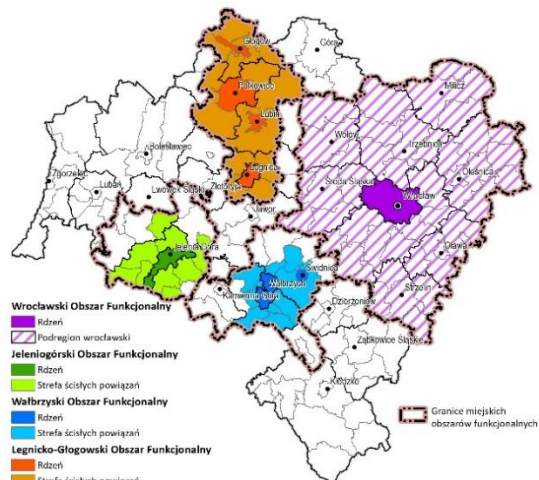 Głogów
Góra
Polkowice
Milicz
Lubin
Wołów
Trzebnica
Bolesławiec
Oleśnica
Legnica
Zgorzelec
Środa Śląska
Lubań
Złotoryja
Wrocław
Lwówek Śląski
Jawor
Oława
Jelenia Góra
Świdnica
Strzelin
Wałbrzych
Kamienna Góra
Dzierżoniów
Ząbkowice Śląskie
Kłodzko
Wrocławski Obszar Funkcjonalny
Rdzeń
Podregion wrocławski
Jeleniogórski Obszar Funkcjonalny
Rdzeń
Strefa ścisłych powiązań
Wałbrzyski Obszar Funkcjonalny
Rdzeń
Strefa ścisłych powiązań
Legnicko-Głogowski Obszar Funkcjonalny
Rdzeń
Strefa ścisłych powiązań
Granice miejskich
obszarów funkcjonalnych